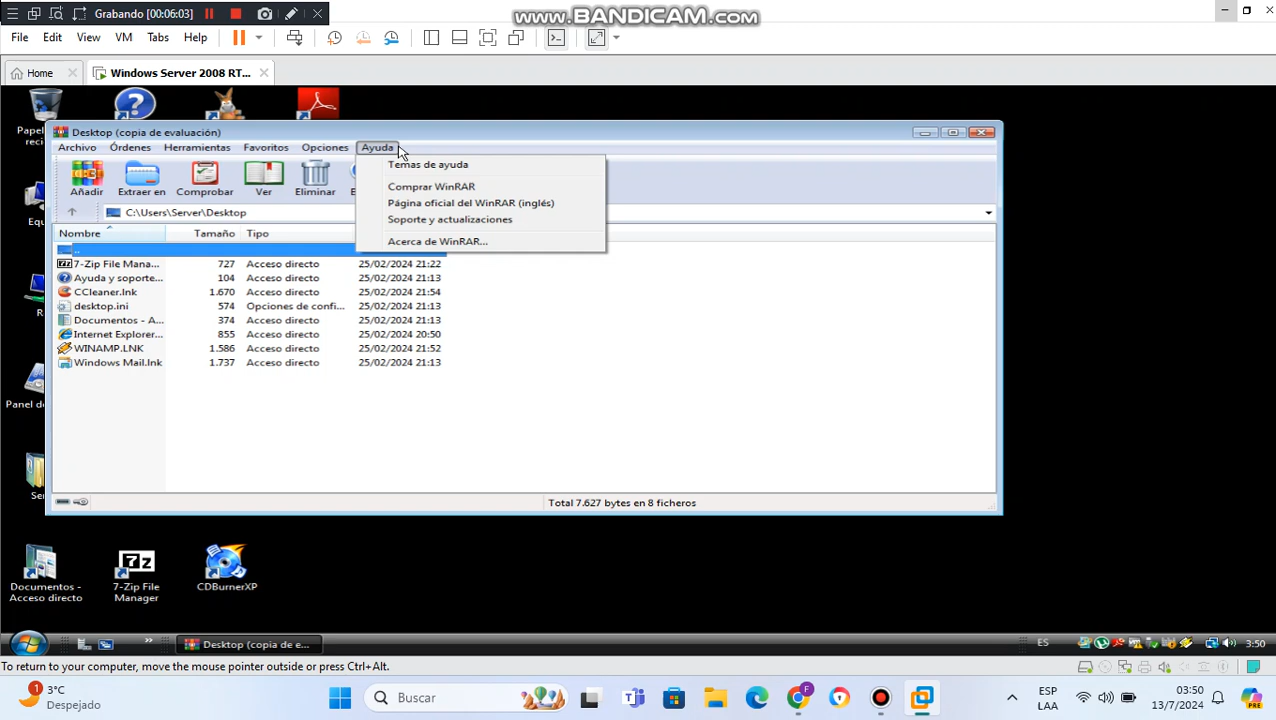 Grabando [00:06:03]
www.BANDICAM.com
File Edit View VM Tabs Help
Home
Windows Server 2008 RT...
Desktop (copia de evaluación)
Archivo Órdenes Herramientas Favoritos Opciones Ayuda
Temas de ayuda
Comprar WinRAR
Página oficial del WinRAR (inglés)
Soporte y actualizaciones
Acerca de WinRAR...
Añadir Extraer en Comprobar Ver Eliminar
C:\Users\Server\Desktop
Nombre Tamaño Tipo
..
7-Zip File Mana... 727 Acceso directo 25/02/2024 21:22
Ayuda y soporte... 104 Acceso directo 25/02/2024 21:13
CCleaner.lnk 1.670 Acceso directo 25/02/2024 21:54
desktop.ini 574 Opciones de confi... 25/02/2024 21:13
Documentos - A... 374 Acceso directo 25/02/2024 21:13
Internet Explorer... 855 Acceso directo 25/02/2024 20:50
WINAMP.LNK 1.586 Acceso directo 25/02/2024 21:52
Windows Mail.lnk 1.737 Acceso directo 25/02/2024 21:13
Total 7.627 bytes en 8 ficheros
Documentos - Acceso directo
7-Zip File Manager
CDBurnerXP
Desktop (copia de e...
ES
3:50
To return to your computer, move the mouse pointer outside or press Ctrl+Alt.
1
3°C
Despejado
Buscar
ESP
LAA
03:50
13/7/2024